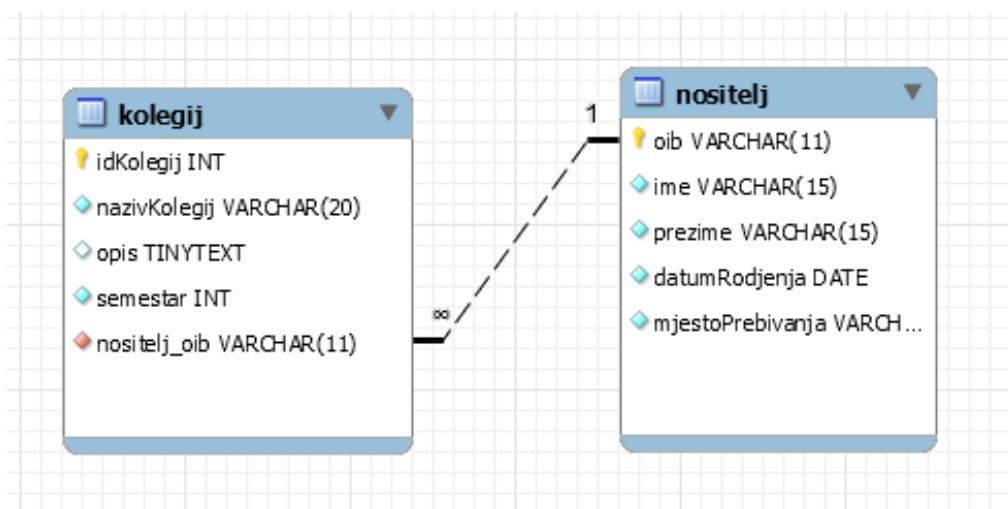 kolegij
idKolegij INT
nazivKolegij VARCHAR(20)
opis TINYTEXT
semestar INT
nositelj_oib VARCHAR(11)
∞
1
nositelj
oib VARCHAR(11)
ime VARCHAR(15)
prezime VARCHAR(15)
datumRodjenja DATE
mjestoPrebivanja VARCH...